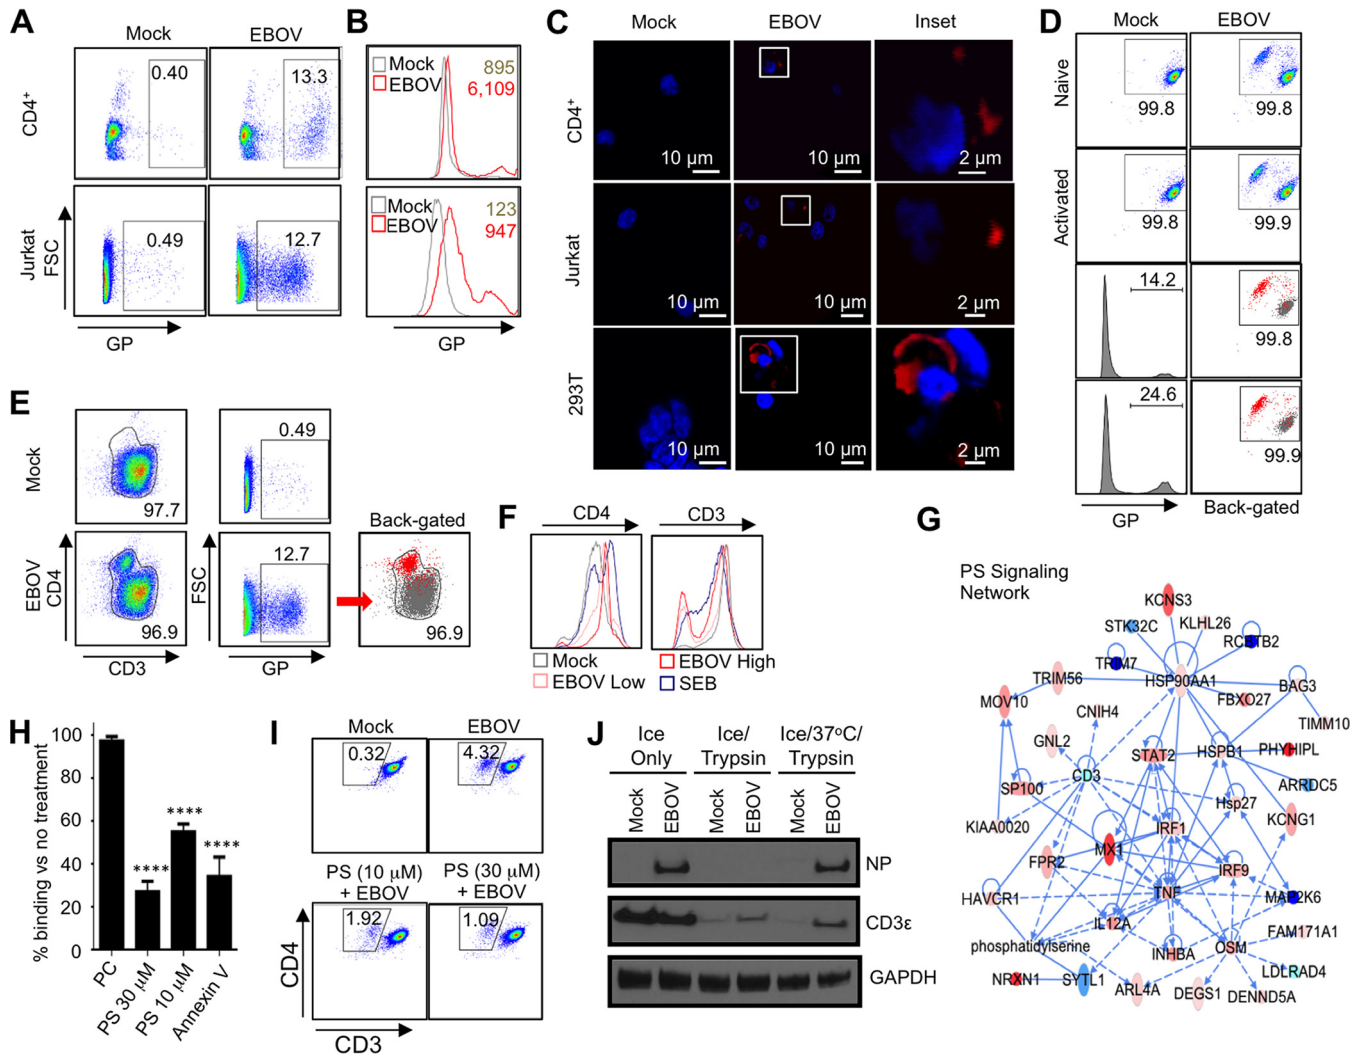 A
Mock
EBOV
0.40
13.3
CD4+
0.49
12.7
Jurkat
FSC
GP
B
Mock
EBOV
895
6,109
Mock
EBOV
123
947
GP
C
Mock
EBOV
Inset
CD4+
10 µm
10 µm
2 µm
Jurkat
10 µm
10 µm
2 µm
293T
10 µm
10 µm
2 µm
D
Mock
EBOV
Naive
99.8
99.8
Activated
99.8
99.9
14.2
99.8
24.6
99.9
GP
Back-gated
E
Mock
97.7
0.49
EBOV
CD4
96.9
FSC
12.7
Back-gated
96.9
CD3
GP
F
CD4
CD3
Mock
EBOV High
EBOV Low
SEB
G
PS Signaling
Network
KCNS3
STK32C
KLHL26
RCBTB2
TRIM7
TRIM56
HSP90AA1
BAG3
MOV10
FBXO27
CNIH4
TIMM10
GNL2
STAT2
HSPB1
PHYHIPL
CD3
SP100
ARRDC5
Hsp27
KIAA0020
IRF1
KCNG1
MX1
FPR2
IRF9
HAVCR1
TNF
MAP2K6
IL12A
FAM171A1
phosphatidylserine
INHBA
OSM
LDLRAD4
NRXN1
SYTL1
ARL4A
DEGS1
DENND5A
H
% binding vs no treatment
100
80
60
40
20
0
****
****
****
PC
PS 30 µM
PS 10 µM
Annexin V
I
Mock
EBOV
0.32
4.32
PS (10 µM)
+ EBOV
PS (30 µM)
+ EBOV
1.92
1.09
CD4
CD3
J
Ice
Only
Ice/
Trypsin
Ice/37ºC/
Trypsin
Mock
EBOV
Mock
EBOV
Mock
EBOV
NP
CD3ε
GAPDH